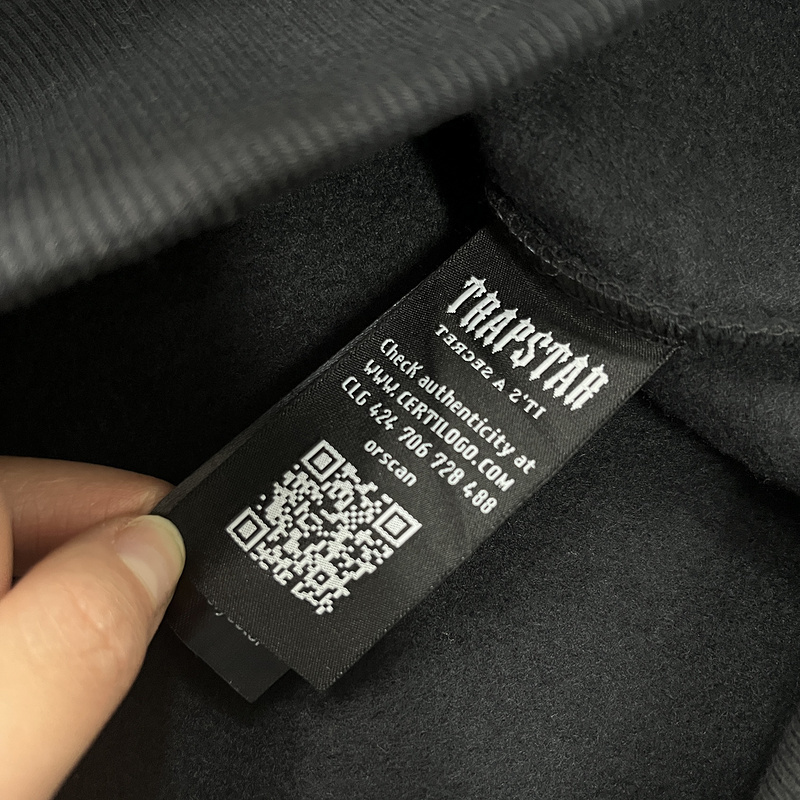 TRAPSTAR
IT'S A SECRET
Check authenticity at
WWW.CERTILOGO.COM
CLG 424 706 728 488
orscan